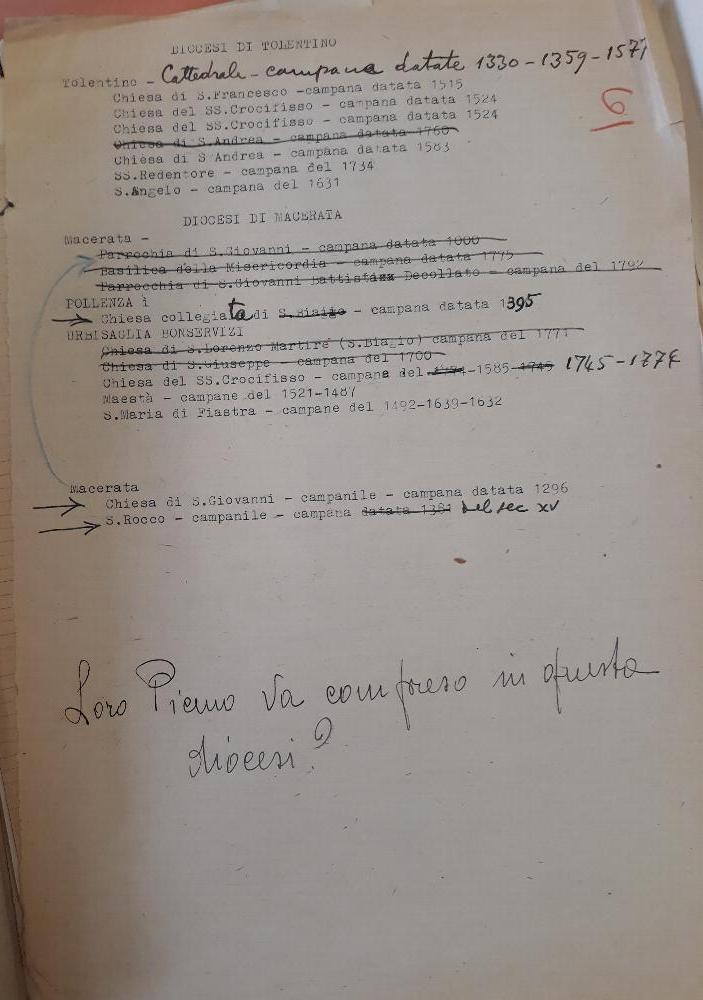 DIOCESI DI TOLENTINO
Tolentino - Cattedrale - campana datate 1330-1359-1571
Chiesa di S.Francesco -campana datata 1515
Chiesa del SS.Crocifisso - campana datata 1524
Chiesa del SS.Crocifisso - campana datata 1524
Chiesa di S.Andrea - campana datata 1760
Chiesa di S Andrea - campana datata 1583
SS.Redentore - campana del 1734
S.Angelo - campana del 1631
6
DIOCESI DI MACERATA
Macerata -
Parrochia di S.Giovanni - campana datata 1000
Basilica della Misericordia - campana datata 1775
Parrocchia di S.Giovanni Battista Decollato - campana del 1792
POLLENZA
Chiesa collegiata di S.Biagio - campana datata 1395
URBISAGLIA BONSERVIZI
Chiesa di S.Lorenzo Martire (S.Biagio) campana del 1771
Chiesa di S.Giuseppe - campana del 1700
Chiesa del SS.Crocifisso - campana del -1585-1745 1745-1774
Maestà - campane del 1521-1487
S.Maria di Fiastra - campane del 1492-1639-1632
Macerata
Chiesa di S.Giovanni - campanile - campana datata 1296
S.Rocco - campanile - campana datata 1381 del sec XV
Loro Piceno va compreso in questa
diocesi?